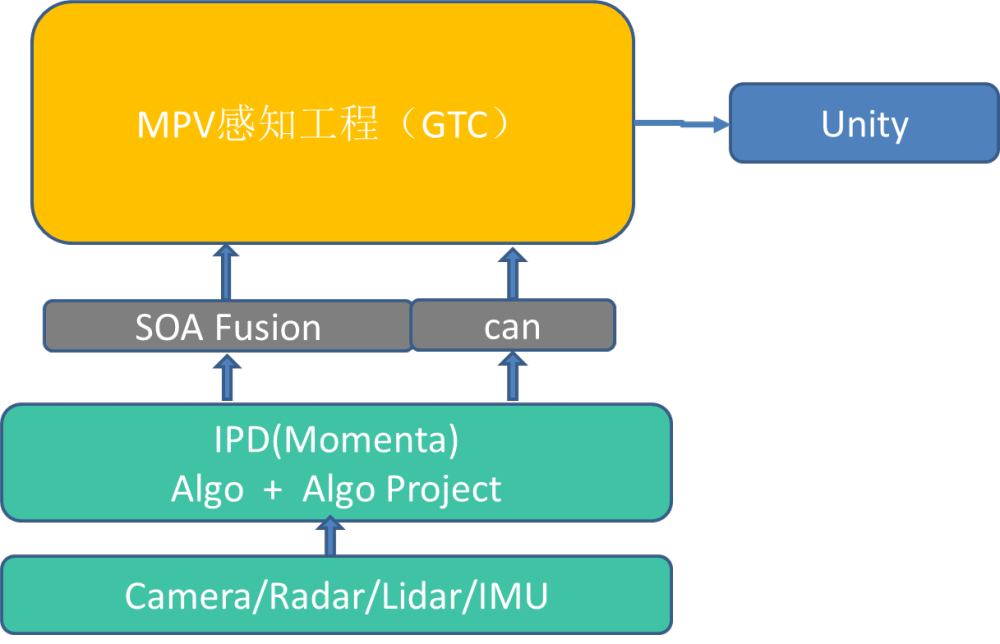 MPV感知工程（GTC）
Unity
SOA Fusion
can
IPD(Momenta)
Algo + Algo Project
Camera/Radar/Lidar/IMU